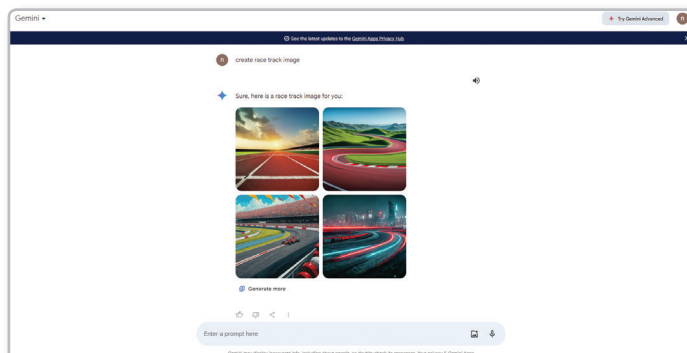 Gemini
Try Gemini Advanced
n
See the latest updates to the Gemini Apps Privacy Hub
n
create race track image
Sure, here is a race track image for you:
Generate more
Enter a prompt here